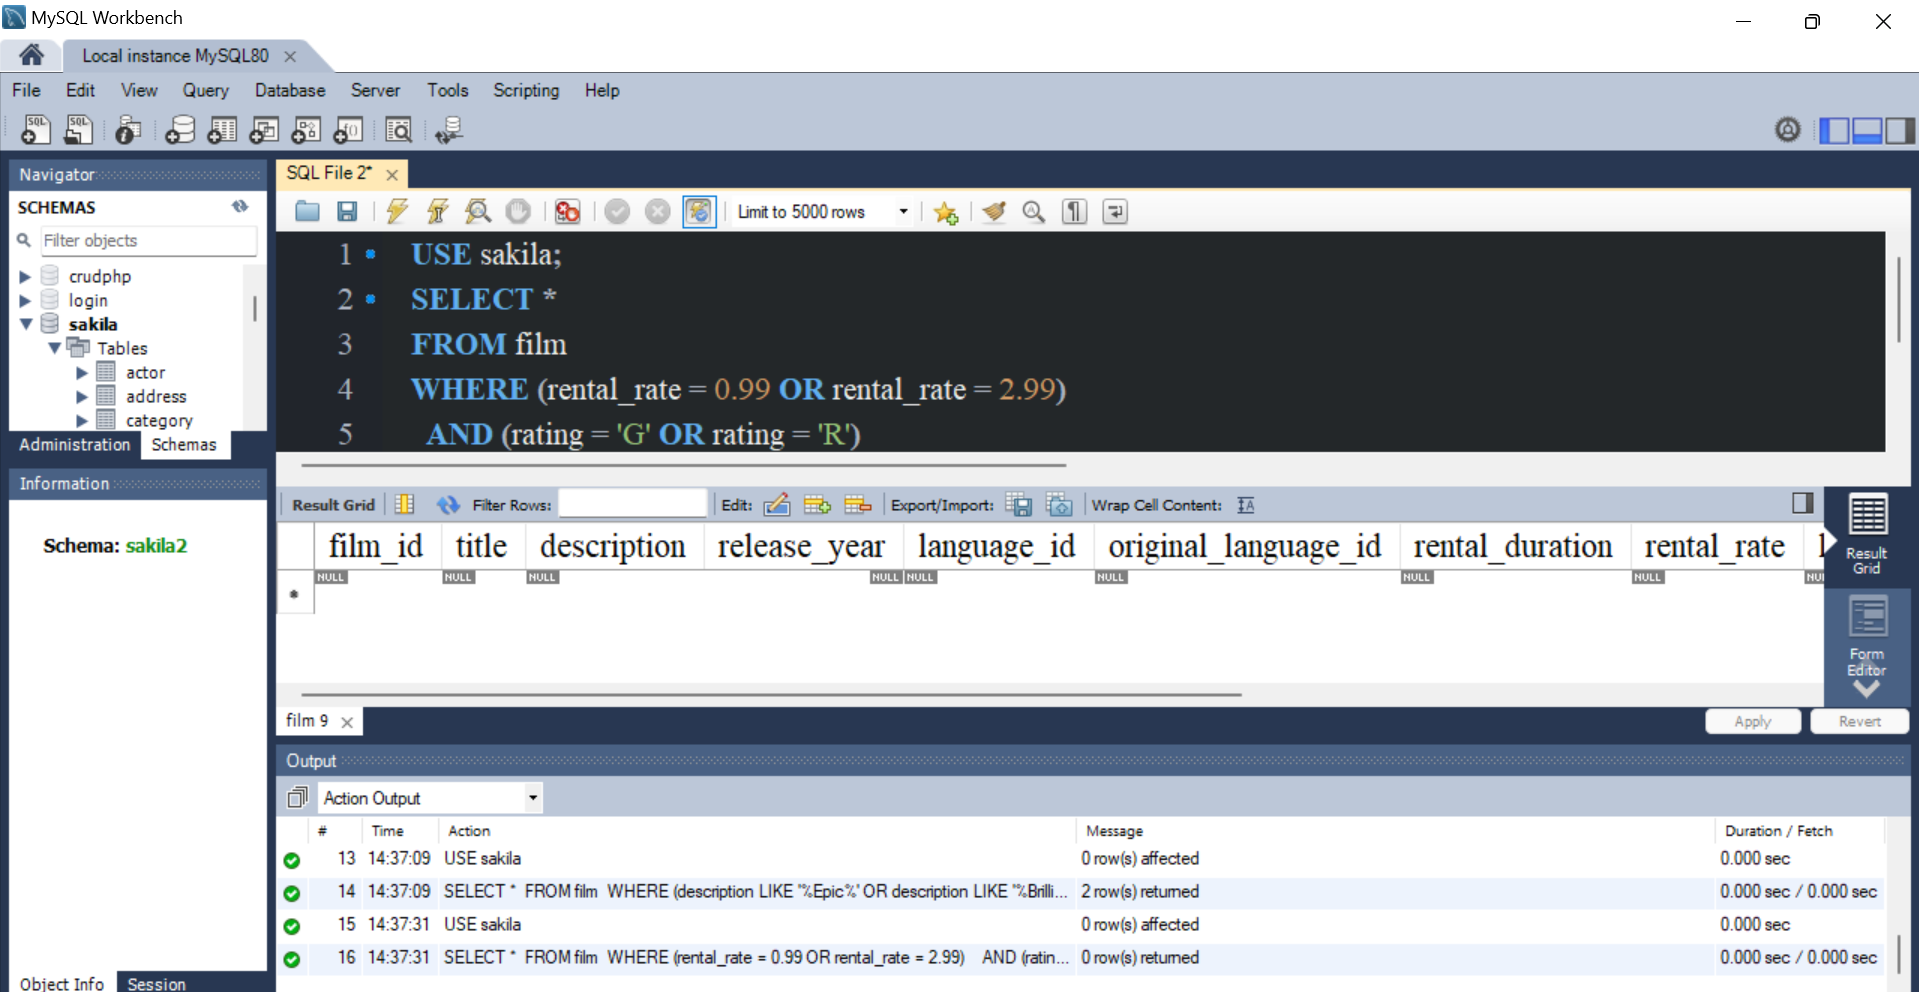 MySQL Workbench
Local instance MySQL80
File Edit View Query Database Server Tools Scripting Help
Navigator
SCHEMAS
Filter objects
crudphp
login
sakila
Tables
actor
address
category
Administration Schemas
Information
Schema: sakila2
Object Info Session
SQL File 2*
Limit to 5000 rows
1 USE sakila;
2 SELECT *
3 FROM film
4 WHERE (rental_rate = 0.99 OR rental_rate = 2.99)
5 AND (rating = 'G' OR rating = 'R')
Result Grid Filter Rows: Edit: Export/Import: Wrap Cell Content:
film_id title description release_year language_id original_language_id rental_duration rental_rate
NULL NULL NULL NULL NULL NULL NULL NULL
Result Grid
Form Editor
film 9
Apply Revert
Output
Action Output
# Time Action Message Duration / Fetch
13 14:37:09 USE sakila 0 row(s) affected 0.000 sec
14 14:37:09 SELECT * FROM film WHERE (description LIKE '%Epic%' OR description LIKE '%Brilli... 2 row(s) returned 0.000 sec / 0.000 sec
15 14:37:31 USE sakila 0 row(s) affected 0.000 sec
16 14:37:31 SELECT * FROM film WHERE (rental_rate = 0.99 OR rental_rate = 2.99) AND (ratin... 0 row(s) returned 0.000 sec / 0.000 sec